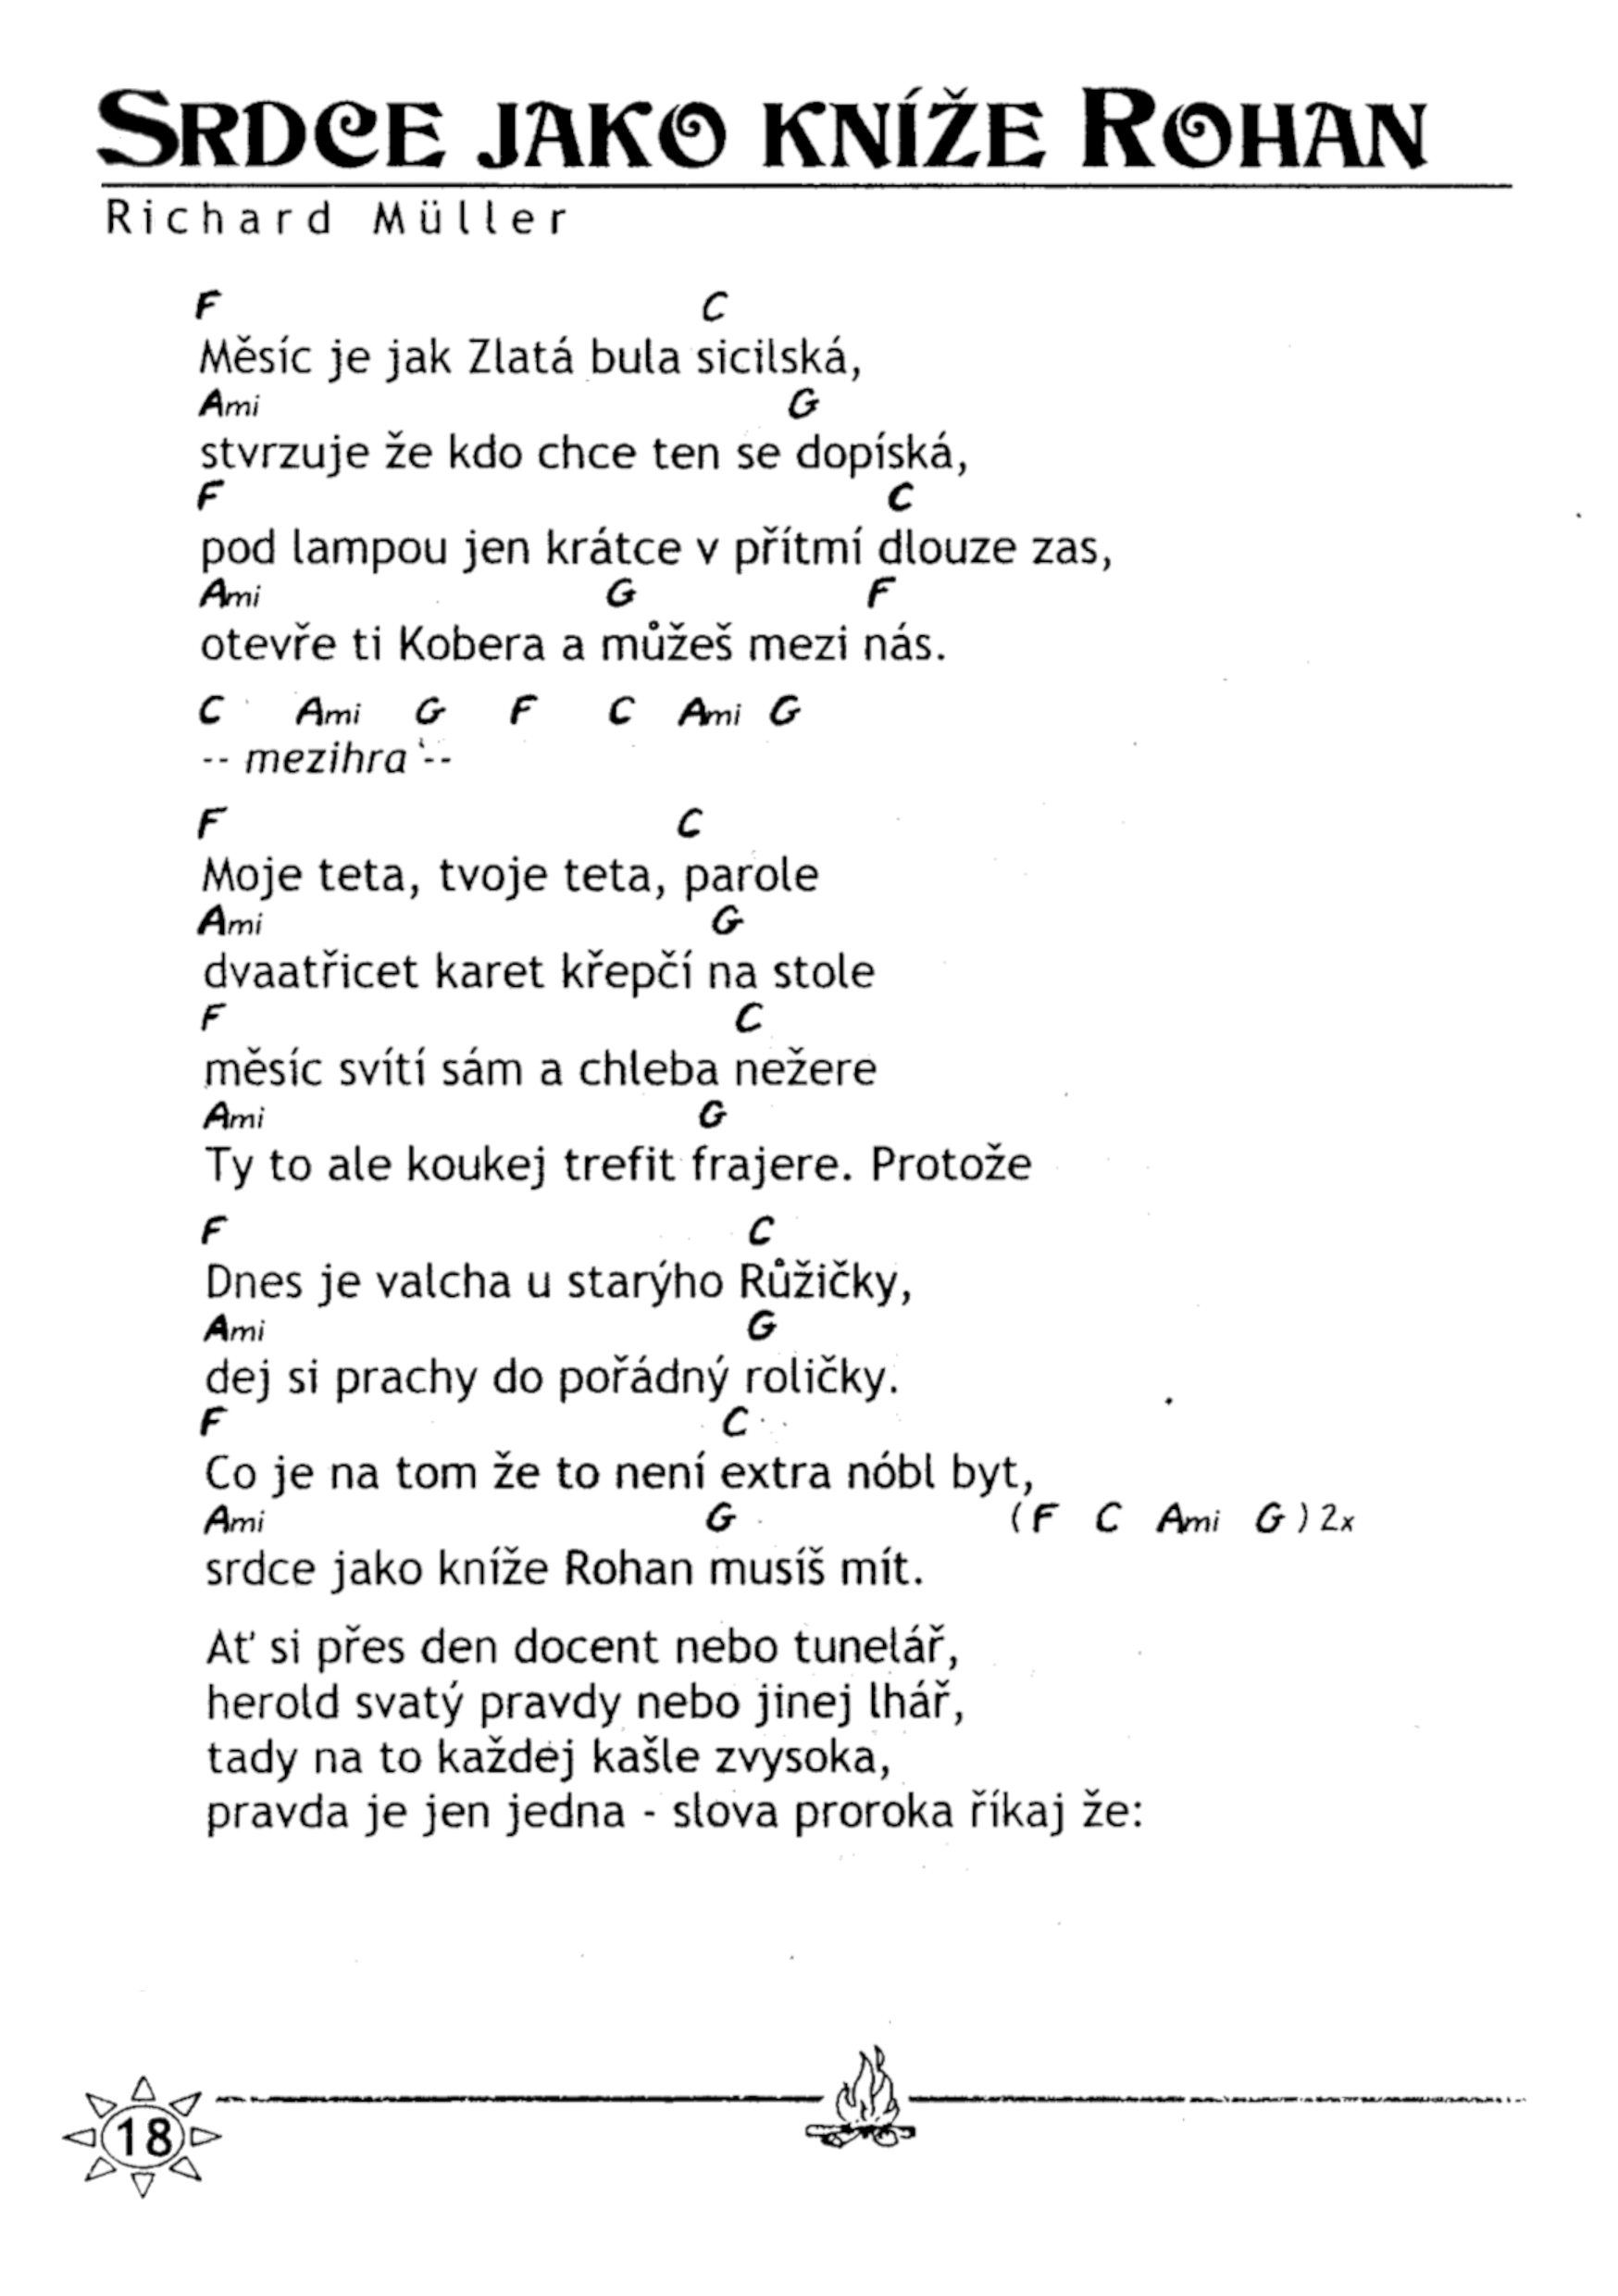 SRDCE JAKO KNÍŽE ROHAN
Richard Müller
F C
Měsíc je jak Zlatá bula sicilská,
Ami G
stvrzuje že kdo chce ten se dopíská,
F C
pod lampou jen krátce v přítmí dlouze zas,
Ami G F
otevře ti Kobera a můžeš mezi nás.
C Ami G F C Ami G
-- mezihra --
F C
Moje teta, tvoje teta, parole
Ami G
dvaatřicet karet křepčí na stole
F C
měsíc svítí sám a chleba nežere
Ami G
Ty to ale koukej trefit frajere. Protože
F C
Dnes je valcha u starýho Růžičky,
Ami G
dej si prachy do pořádný roličky.
F C
Co je na tom že to není extra nóbl byt,
Ami G (F C Ami G) 2x
srdce jako kníže Rohan musíš mít.
Ať si přes den docent nebo tunelář,
herold svatý pravdy nebo jinej lhář,
tady na to každej kašle zvysoka,
pravda je jen jedna - slova proroka říkaj že:
18